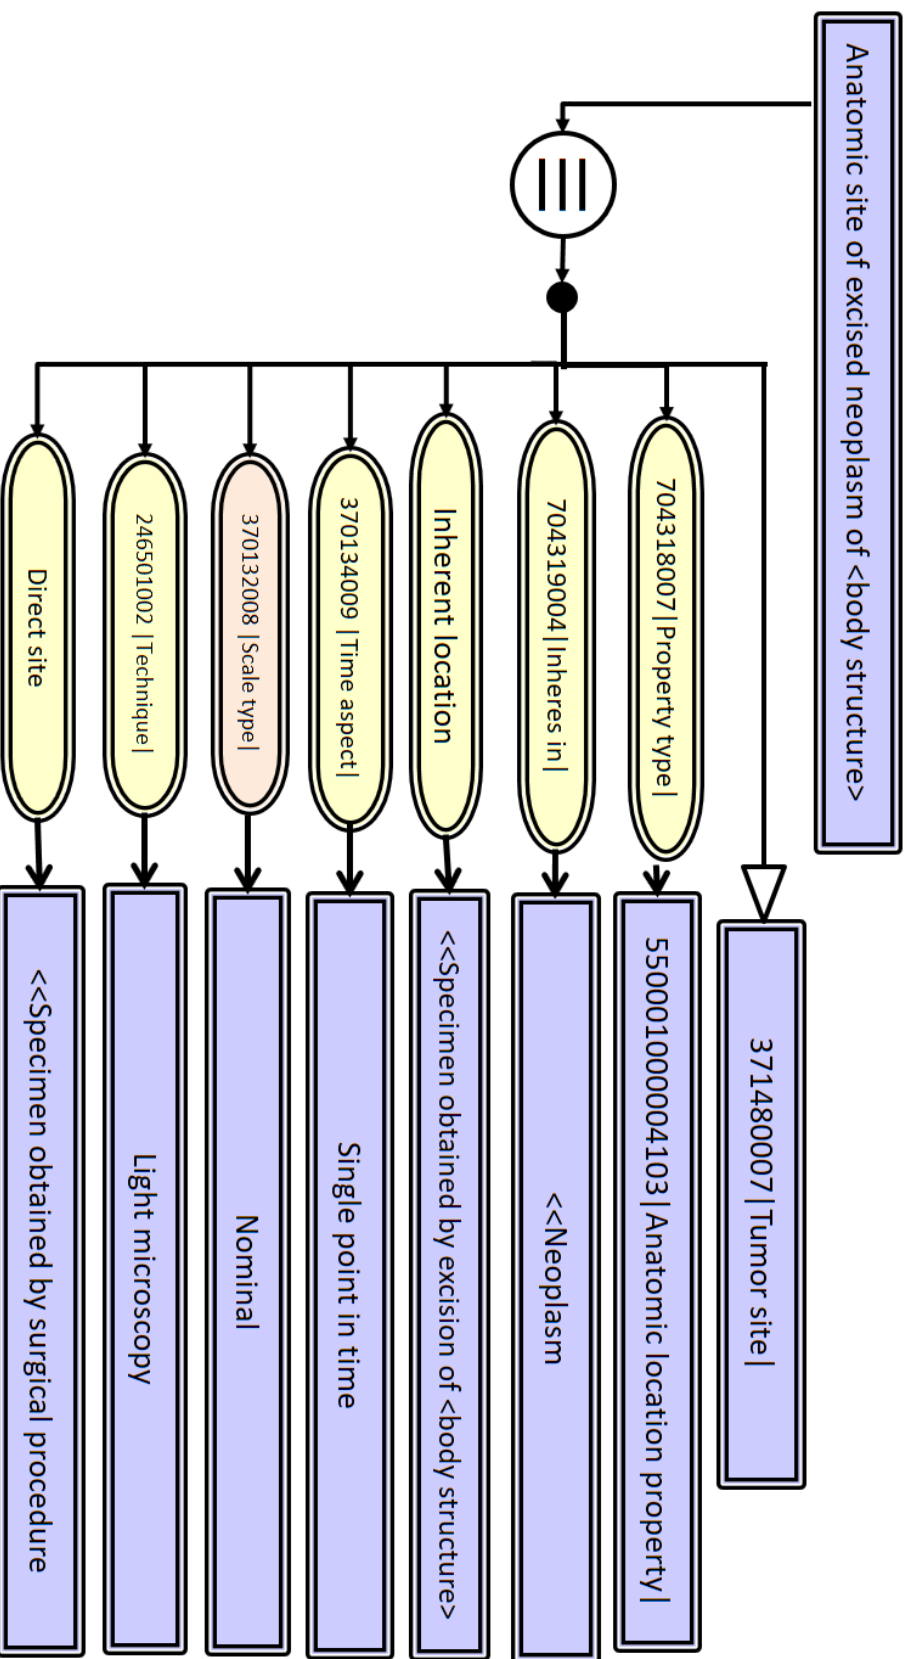 Anatomic site of excised neoplasm of <body structure>
371480007|Tumor site|
704318007|Property type|
550001000004103|Anatomic location property|
704319004|Inheres in|
<<Neoplasm
Inherent location
<<Specimen obtained by excision of <body structure>
370134009 |Time aspect|
Single point in time
370132008 |Scale type|
Nominal
246501002 |Technique|
Light microscopy
Direct site
<<Specimen obtained by surgical procedure